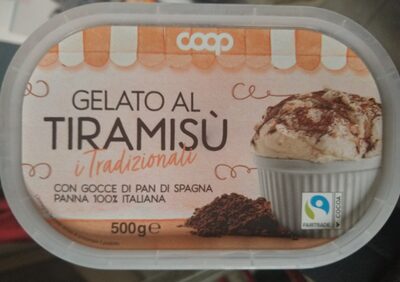 coop
GELATO AL
TIRAMISÙ
i Tradizionali
CON GOCCE DI PAN DI SPAGNA
PANNA 100% ITALIANA
500g e
FAIRTRADE
COCOA